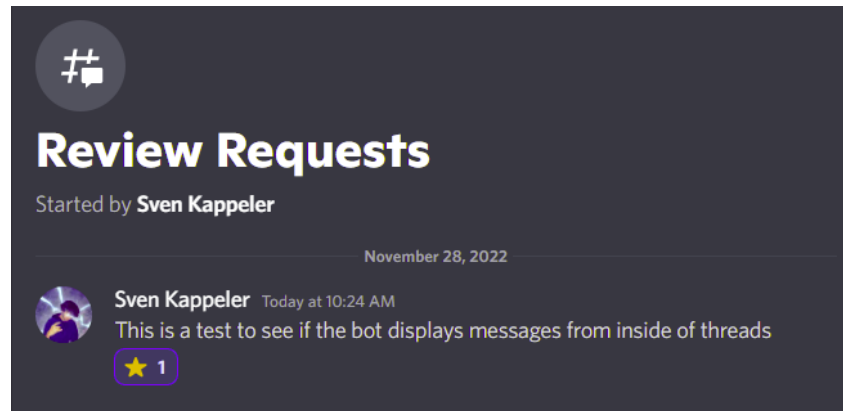 Review Requests
Started by Sven Kappeler
November 28, 2022
Sven Kappeler Today at 10:24 AM
This is a test to see if the bot displays messages from inside of threads
1